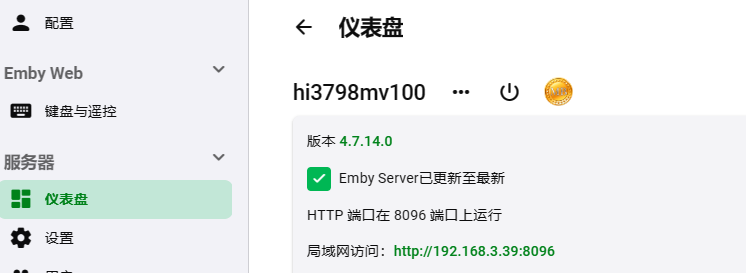 配置
Emby Web
键盘与遥控
服务器
仪表盘
设置
仪表盘
hi3798mv100
版本 4.7.14.0
Emby Server已更新至最新
HTTP 端口在 8096 端口上运行
局域网访问：http://192.168.3.39:8096